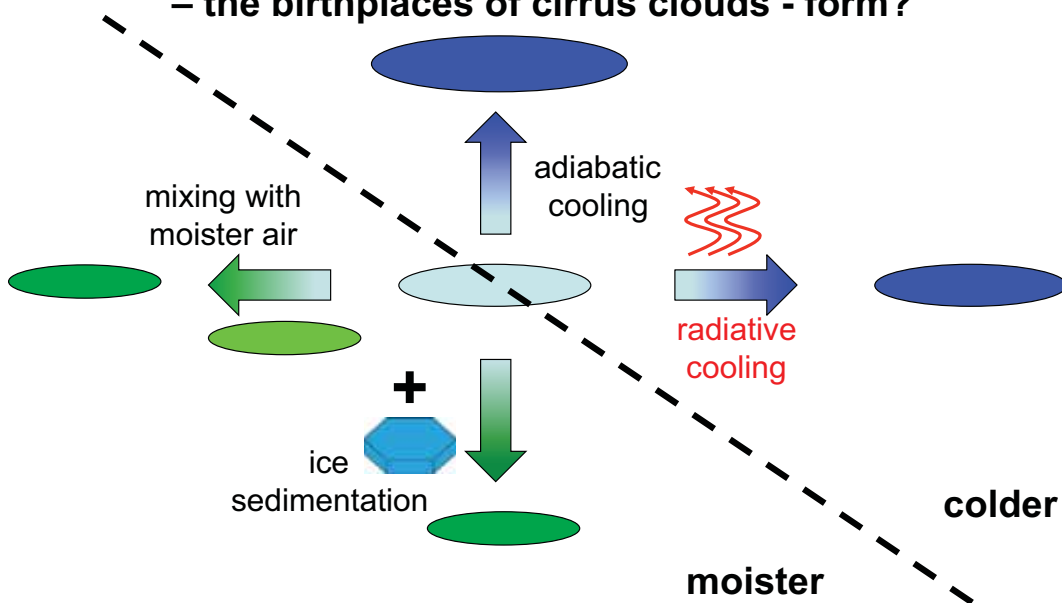 – the birthplaces of cirrus clouds - form?
adiabatic
cooling
mixing with
moister air
radiative
cooling
+
ice
sedimentation
colder
moister